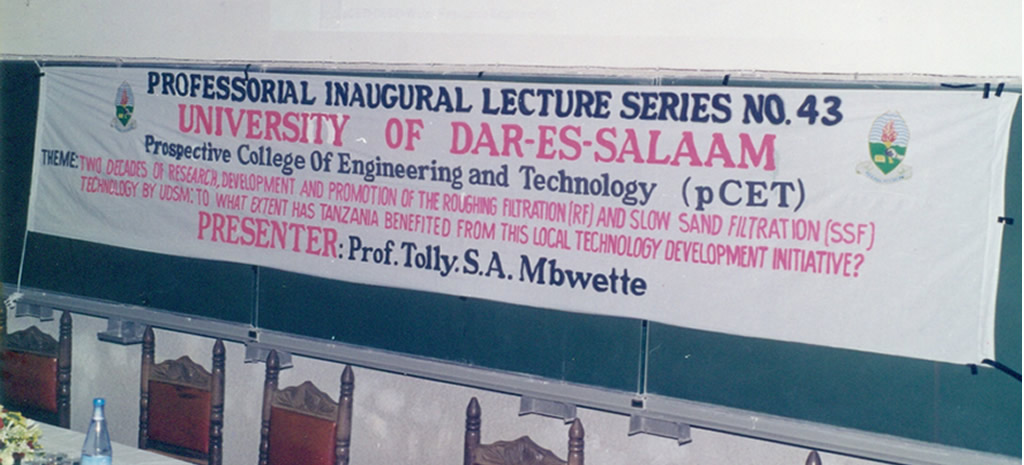 PROFESSORIAL INAUGURAL LECTURE SERIES NO. 43
UNIVERSITY OF DAR-ES-SALAAM
Prospective College Of Engineering and Technology (pCET)
THEME: TWO DECADES OF RESEARCH, DEVELOPMENT AND PROMOTION OF THE ROUGHING FILTRATION (RF) AND SLOW SAND FILTRATION (SSF)
TECHNOLOGY BY UDSM: TO WHAT EXTENT HAS TANZANIA BENEFITED FROM THIS LOCAL TECHNOLOGY DEVELOPMENT INITIATIVE?
PRESENTER: Prof. Tolly. S.A. Mbwette